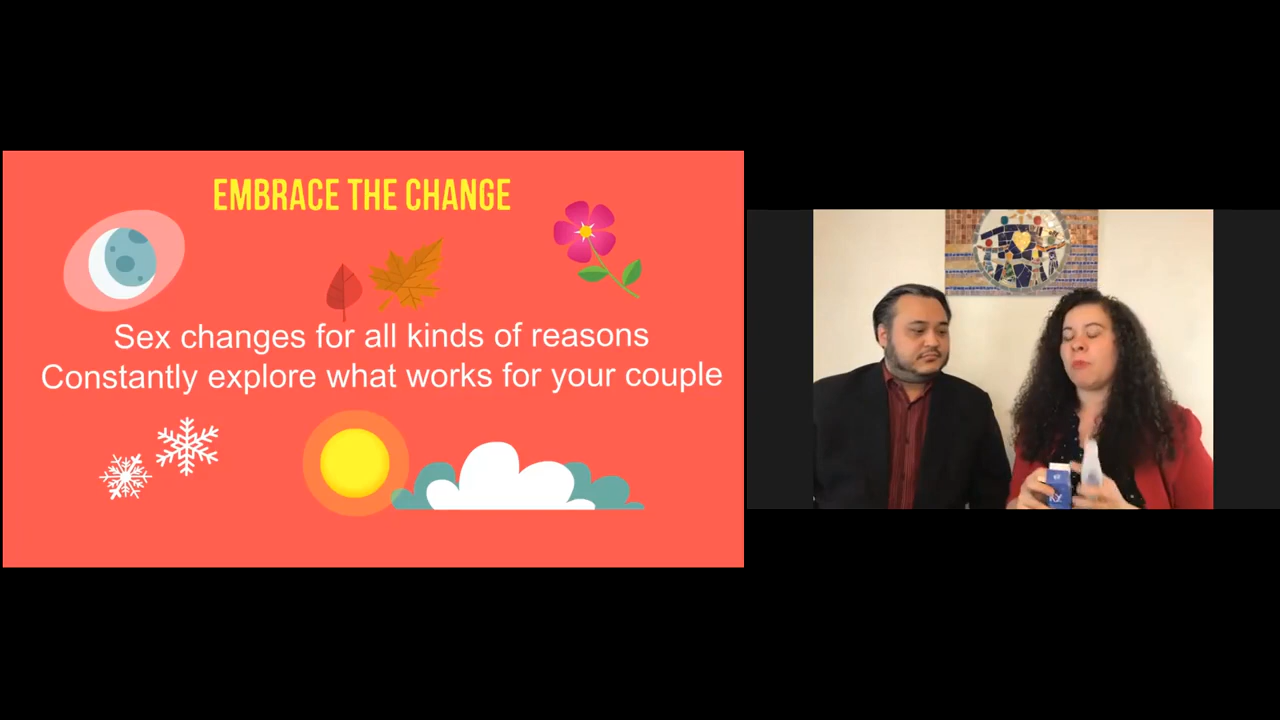 EMBRACE THE CHANGE
Sex changes for all kinds of reasons
Constantly explore what works for your couple